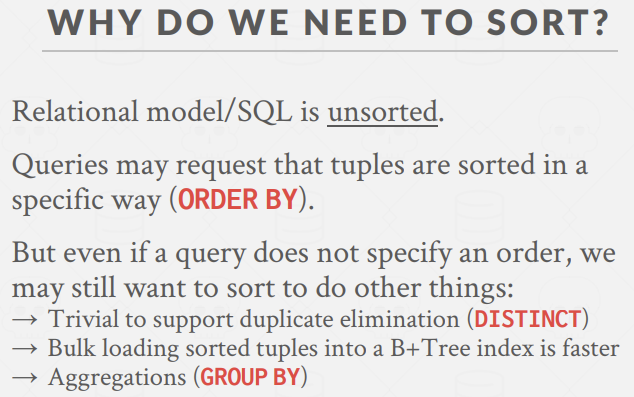 WHY DO WE NEED TO SORT?
Relational model/SQL is unsorted.
Queries may request that tuples are sorted in a
specific way (ORDER BY).
But even if a query does not specify an order, we
may still want to sort to do other things:
→ Trivial to support duplicate elimination (DISTINCT)
→ Bulk loading sorted tuples into a B+Tree index is faster
→ Aggregations (GROUP BY)